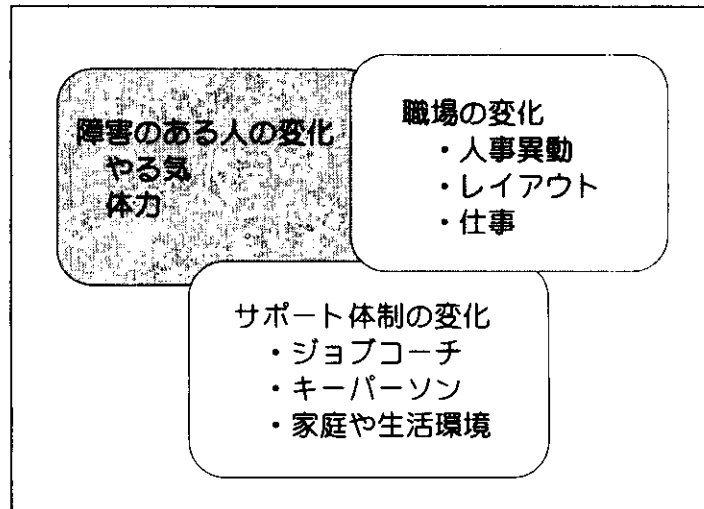 障害のある人の変化
やる気
体力
職場の変化
・人事異動
・レイアウト
・仕事
サポート体制の変化
・ジョブコーチ
・キーパーソン
・家庭や生活環境